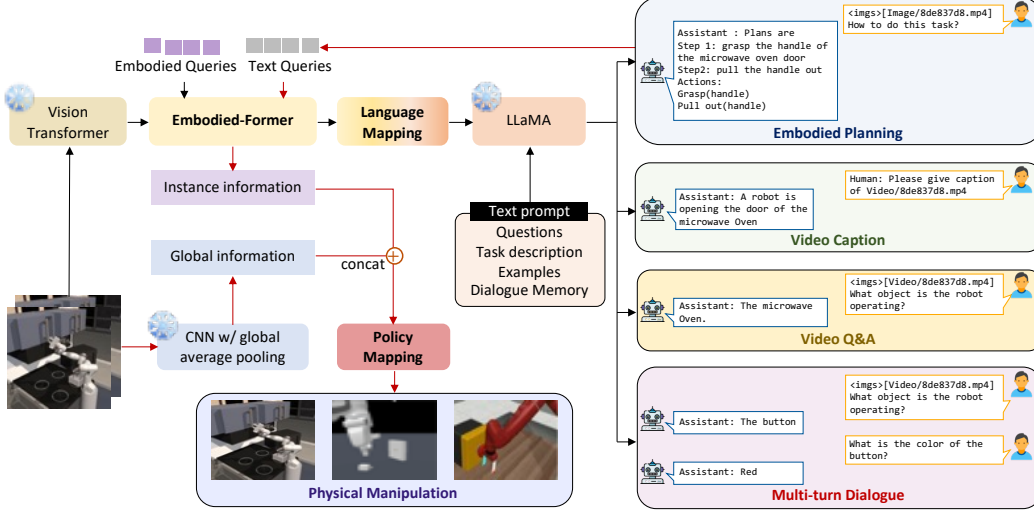 Embodied Queries
Text Queries
Vision
Transformer
Embodied-Former
Language
Mapping
LLaMA
Instance information
Global information
concat
CNN w/ global
average pooling
Policy
Mapping
Text prompt
Questions
Task description
Examples
Dialogue Memory
Physical Manipulation
<imgs>[Image/8de837d8.mp4]
How to do this task?
Assistant : Plans are
Step 1: grasp the handle of
the microwave oven door
Step2: pull the handle out
Actions:
Grasp(handle)
Pull out(handle)
Embodied Planning
Human: Please give caption
of Video/8de837d8.mp4
Assistant: A robot is
opening the door of the
microwave Oven
Video Caption
<imgs>[Video/8de837d8.mp4]
What object is the robot
operating?
Assistant: The microwave
Oven.
Video Q&A
<imgs>[Video/8de837d8.mp4]
What object is the robot
operating?
Assistant: The button
What is the color of the
button?
Assistant: Red
Multi-turn Dialogue